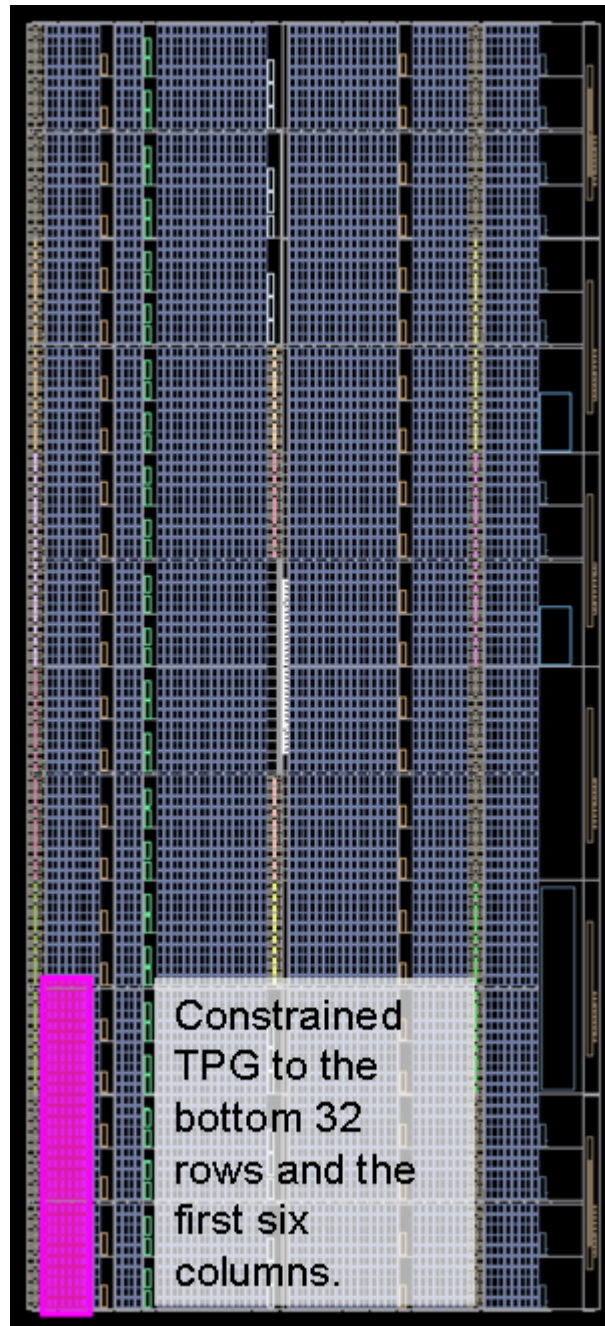 Constrained
TPG to the
bottom 32
rows and the
first six
columns.